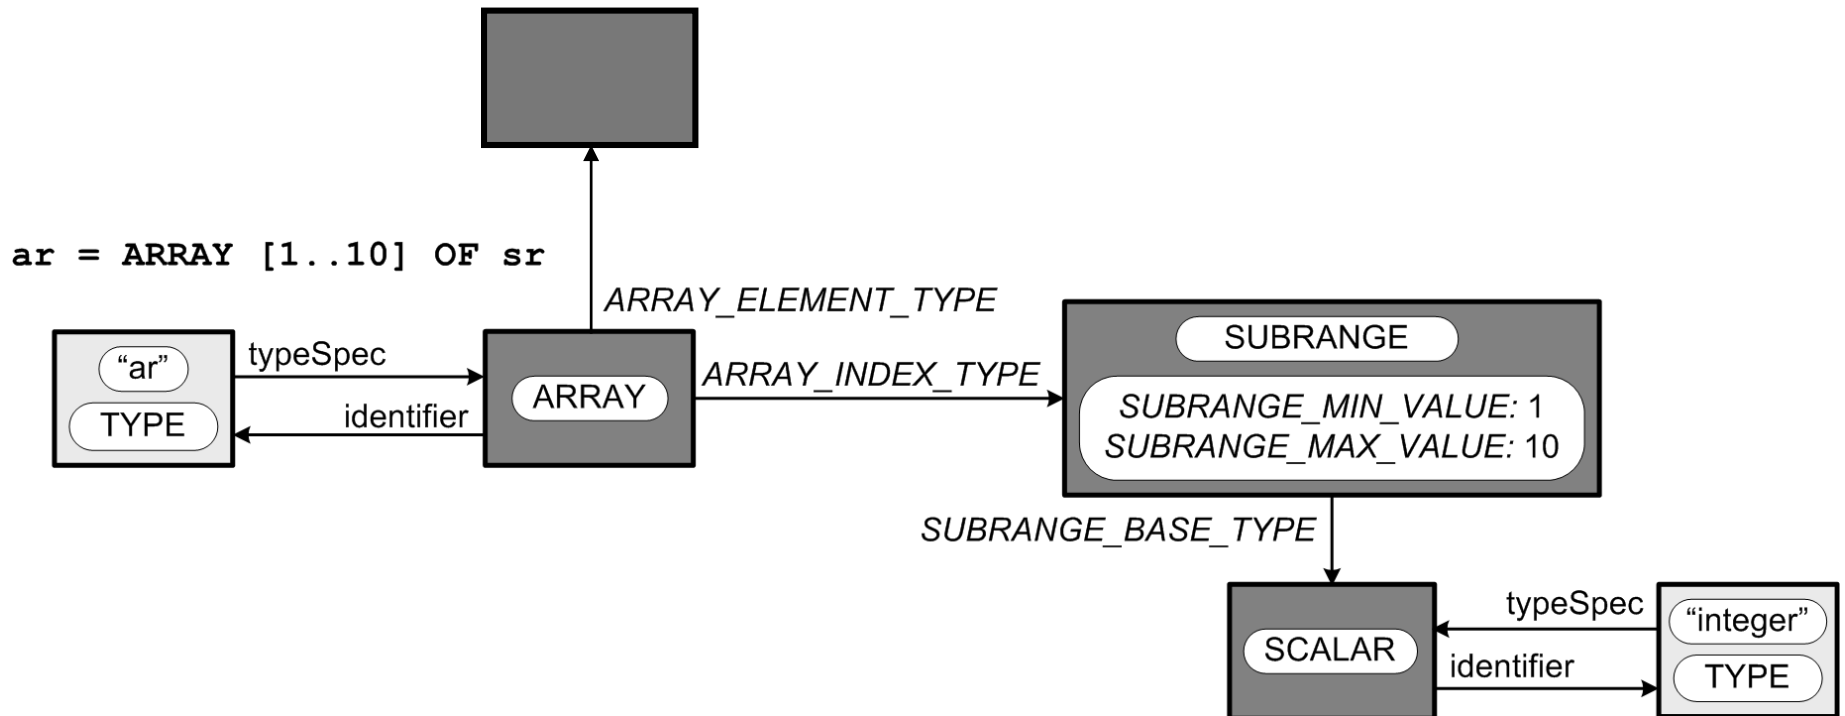 ar = ARRAY [1..10] OF sr
ARRAY_ELEMENT_TYPE
“ar”
TYPE
typeSpec
identifier
ARRAY
ARRAY_INDEX_TYPE
SUBRANGE
SUBRANGE_MIN_VALUE: 1
SUBRANGE_MAX_VALUE: 10
SUBRANGE_BASE_TYPE
SCALAR
typeSpec
identifier
“integer”
TYPE